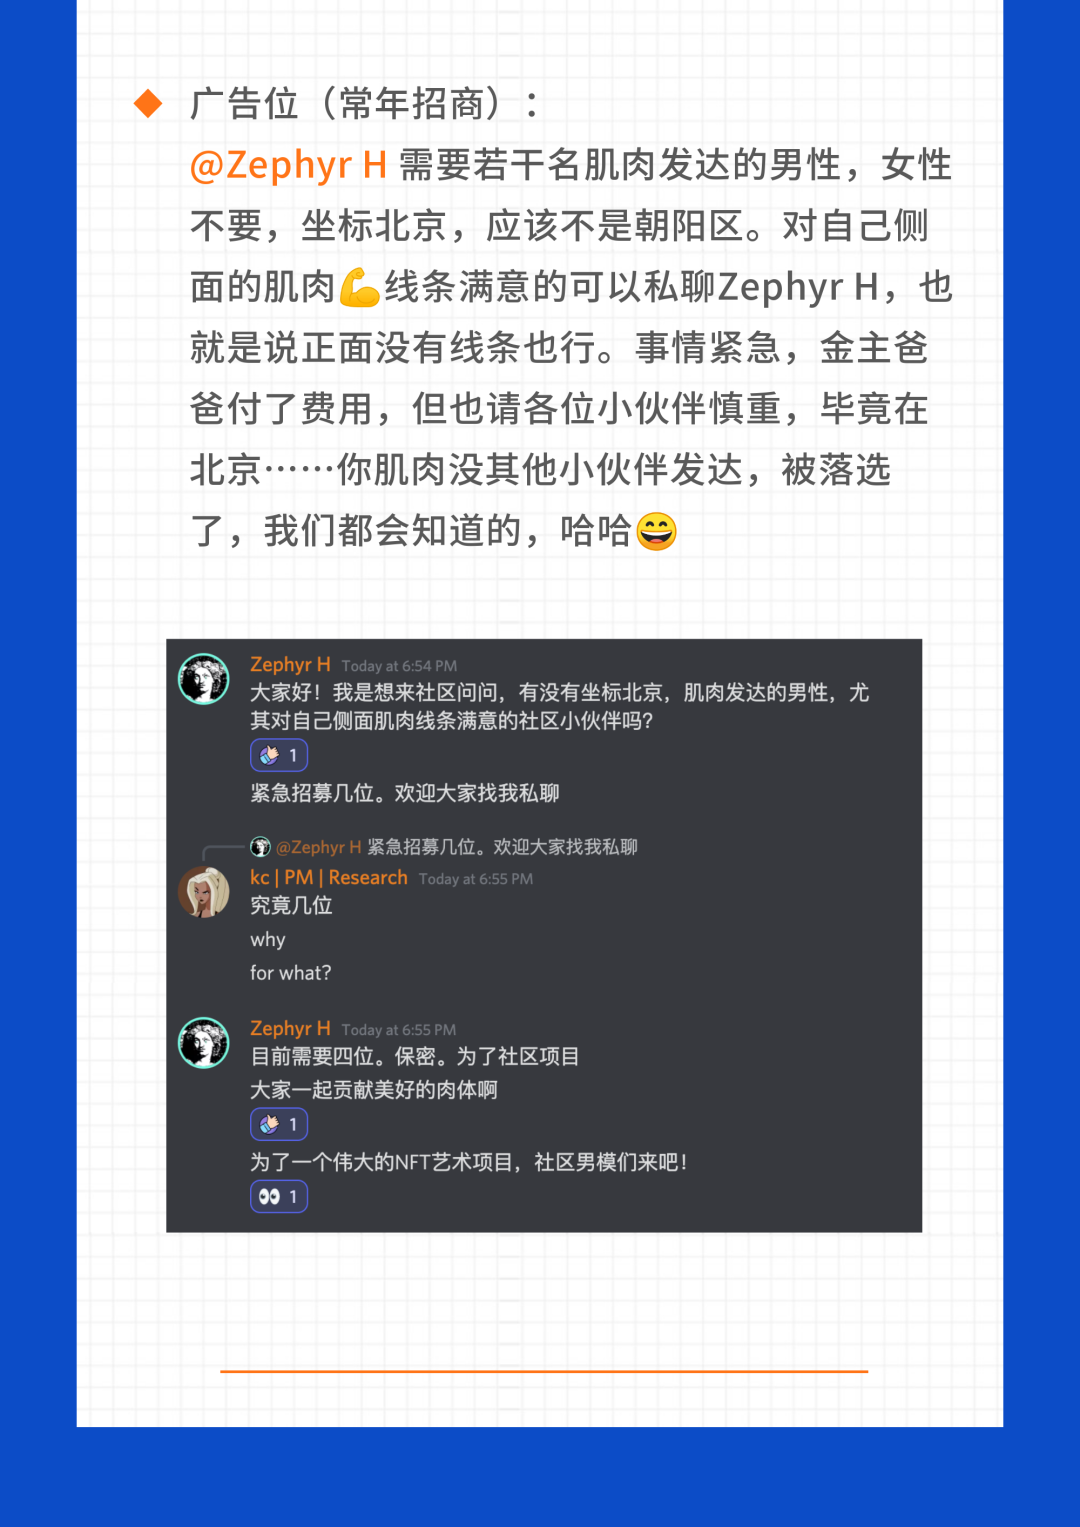 广告位（常年招商）：
@Zephyr H 需要若干名肌肉发达的男性，女性
不要，坐标北京，应该不是朝阳区。对自己侧
面的肌肉💪线条满意的可以私聊Zephyr H，也
就是说正面没有线条也行。事情紧急，金主爸
爸付了费用，但也请各位小伙伴慎重，毕竟在
北京……你肌肉没其他小伙伴发达，被落选
了，我们都会知道的，哈哈😄
Zephyr H Today at 6:54 PM
大家好！我是想来社区问问，有没有坐标北京，肌肉发达的男性，尤
其对自己侧面肌肉线条满意的社区小伙伴吗？
1
紧急招募几位。欢迎大家找我私聊
@Zephyr H 紧急招募几位。欢迎大家找我私聊
kc | PM | Research Today at 6:55 PM
究竟几位
why
for what?
Zephyr H Today at 6:55 PM
目前需要四位。保密。为了社区项目
大家一起贡献美好的肉体啊
1
为了一个伟大的NFT艺术项目，社区男模们来吧！
👀 1